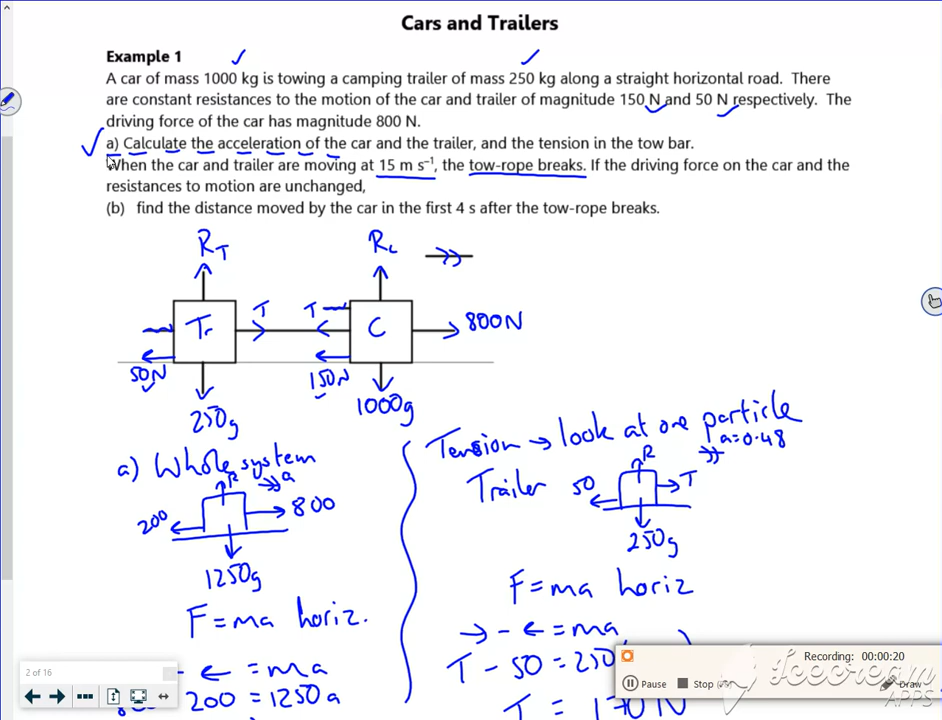 Cars and Trailers
Example 1
A car of mass 1000 kg is towing a camping trailer of mass 250 kg along a straight horizontal road. There
are constant resistances to the motion of the car and trailer of magnitude 150 N and 50 N respectively. The
driving force of the car has magnitude 800 N.
a) Calculate the acceleration of the car and the trailer, and the tension in the tow bar.
When the car and trailer are moving at 15 m s⁻¹, the tow-rope breaks. If the driving force on the car and the
resistances to motion are unchanged,
(b) find the distance moved by the car in the first 4 s after the tow-rope breaks.
R_T
R_C
T T
Tr
C
800N
50N
150N
250g
1000g
a) Whole system
R
a
200
800
1250g
F=ma horiz.
- ← =ma
200 = 1250a
Tension → look at one particle
Trailer
R
a=0.48
50
T
250g
F=ma horiz
→ - ← = ma
T - 50 = 250
T = 170N
2 of 16
Recording: 00:00:20
Pause
Stop
Draw
Icecream
APPS